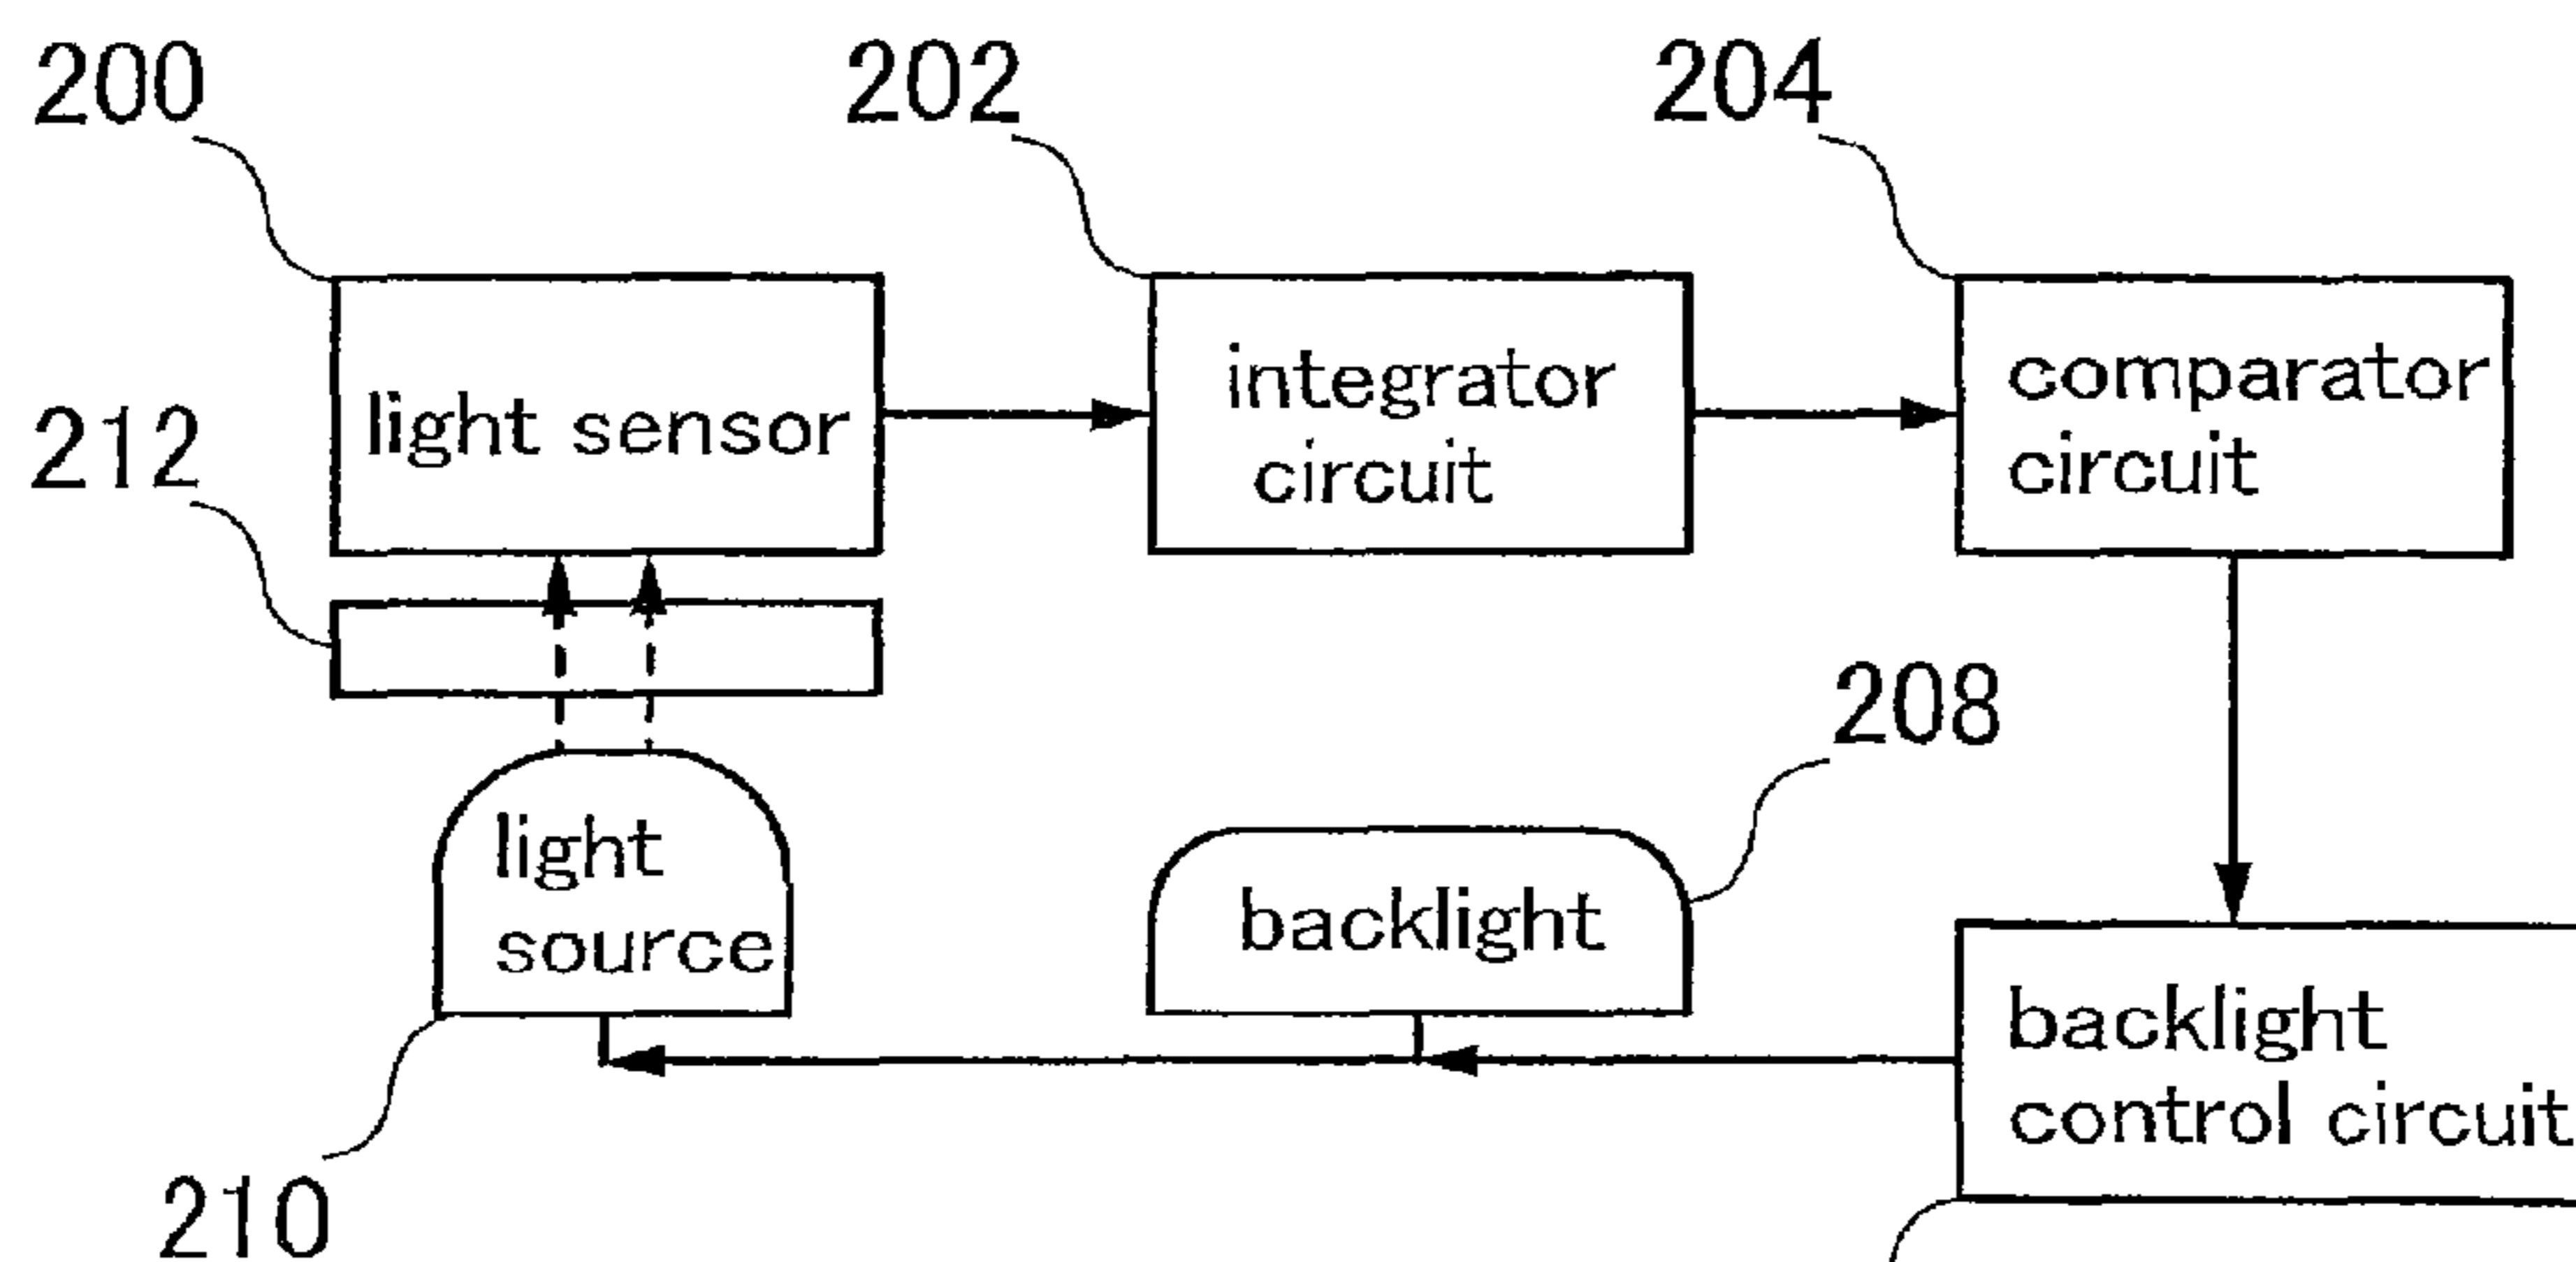 200
202
204
light sensor
integrator
circuit
comparator
circuit
212
208
light
source
backlight
backlight
control circuit
210